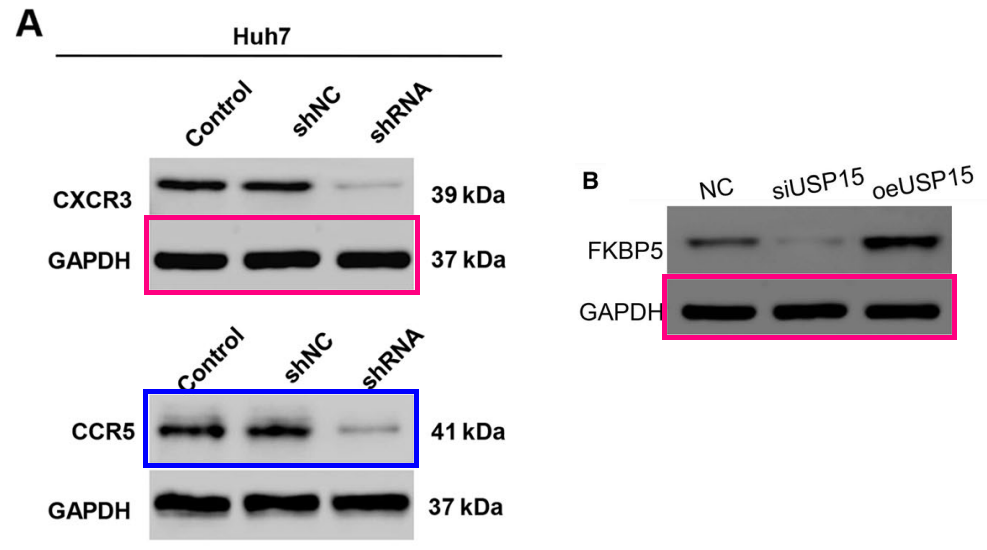 A
Huh7
Control shNC shRNA
CXCR3 39 kDa
GAPDH 37 kDa
Control shNC shRNA
CCR5 41 kDa
GAPDH 37 kDa
B
NC siUSP15 oeUSP15
FKBP5
GAPDH